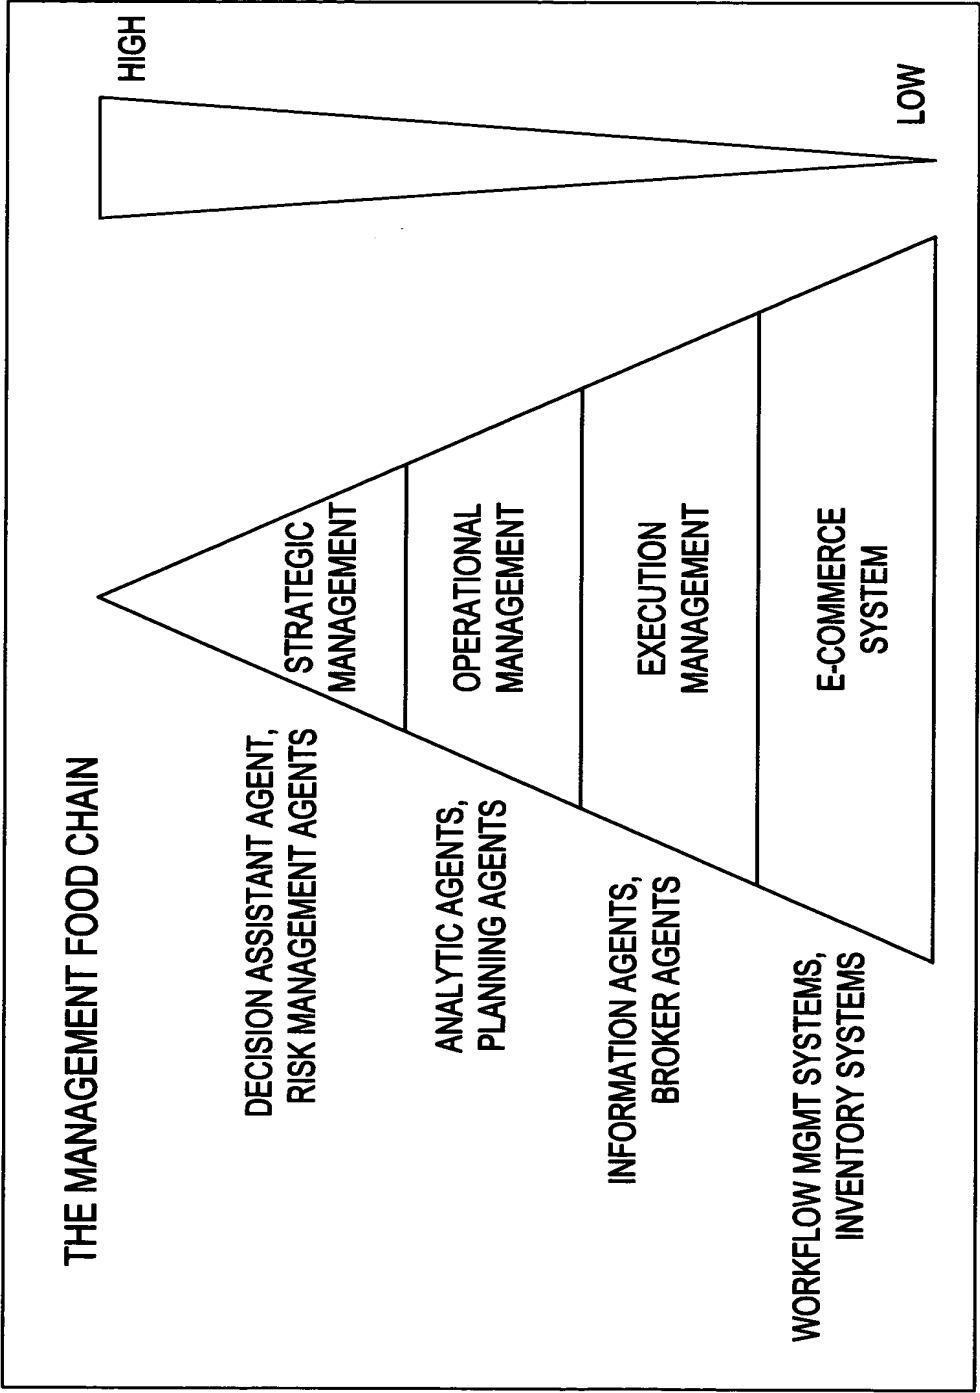 THE MANAGEMENT FOOD CHAIN
HIGH
DECISION ASSISTANT AGENT,
RISK MANAGEMENT AGENTS
STRATEGIC
MANAGEMENT
ANALYTIC AGENTS,
PLANNING AGENTS
OPERATIONAL
MANAGEMENT
INFORMATION AGENTS,
BROKER AGENTS
EXECUTION
MANAGEMENT
WORKFLOW MGMT SYSTEMS,
INVENTORY SYSTEMS
E-COMMERCE
SYSTEM
LOW